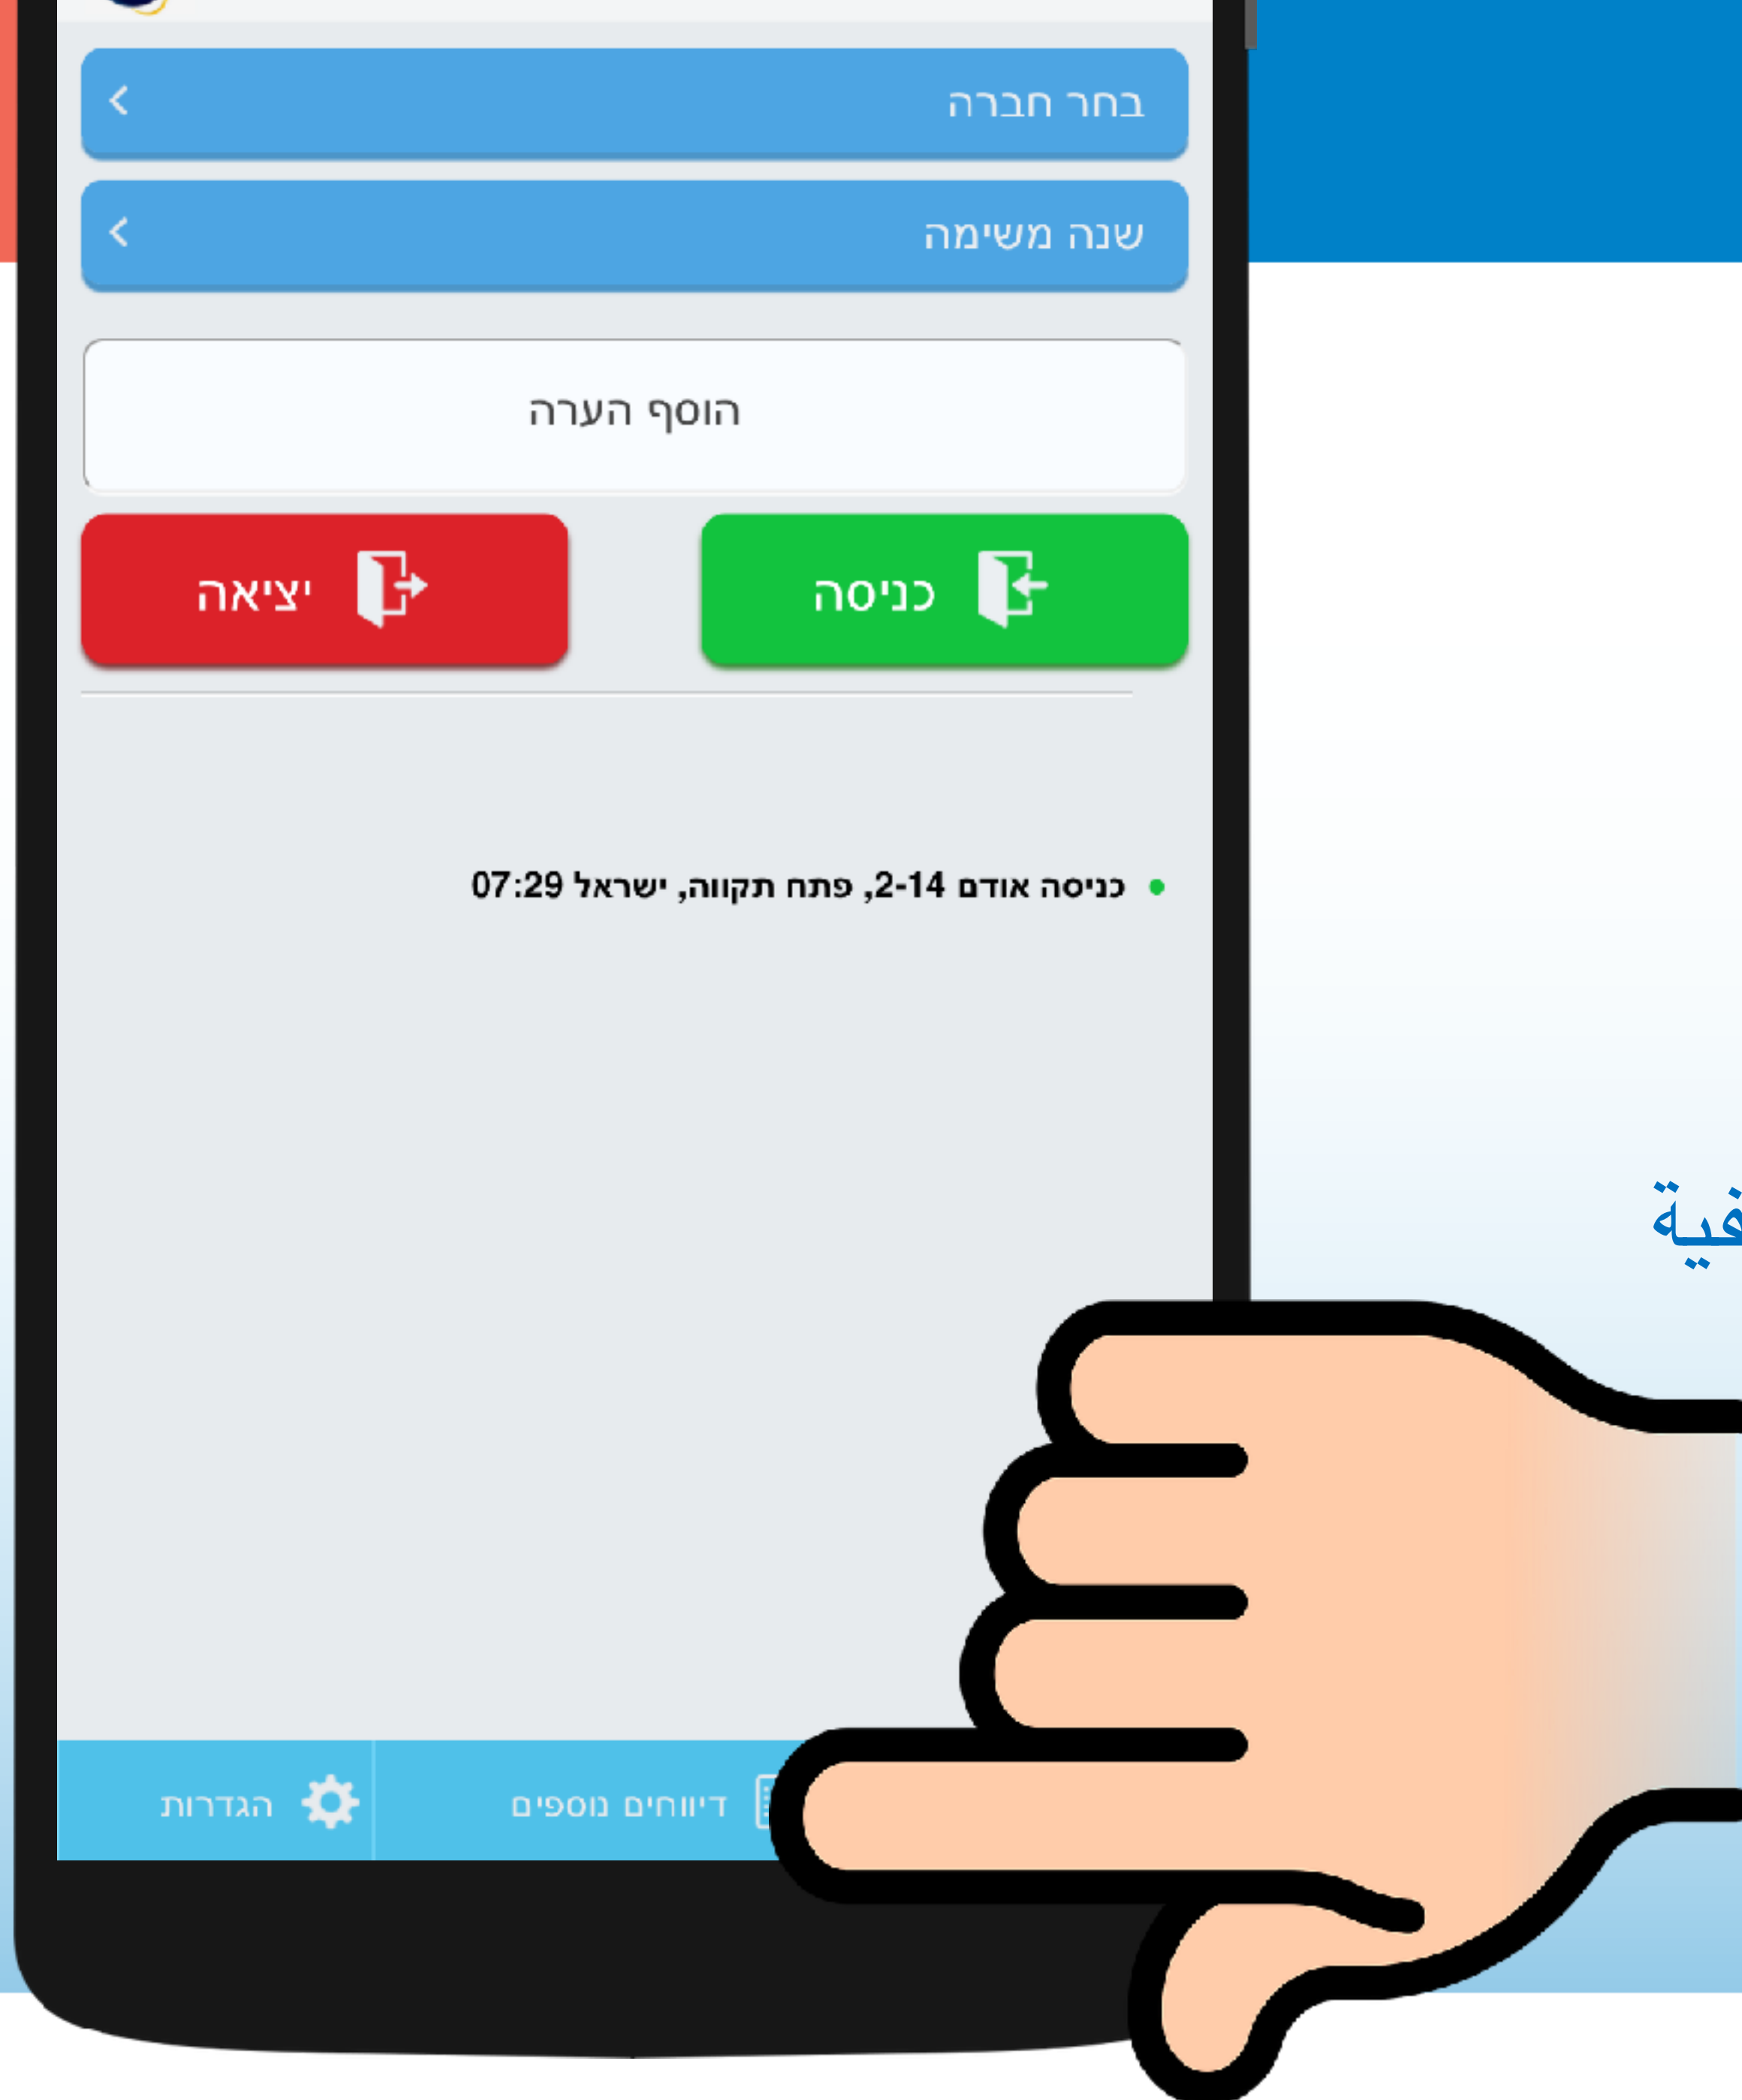 בחר חברה
שנה משימה
הוסף הערה
כניסה
יציאה
כניסה אודם 2-14, פתח תקווה, ישראל 07:29
דיווחים נוספים
הגדרות